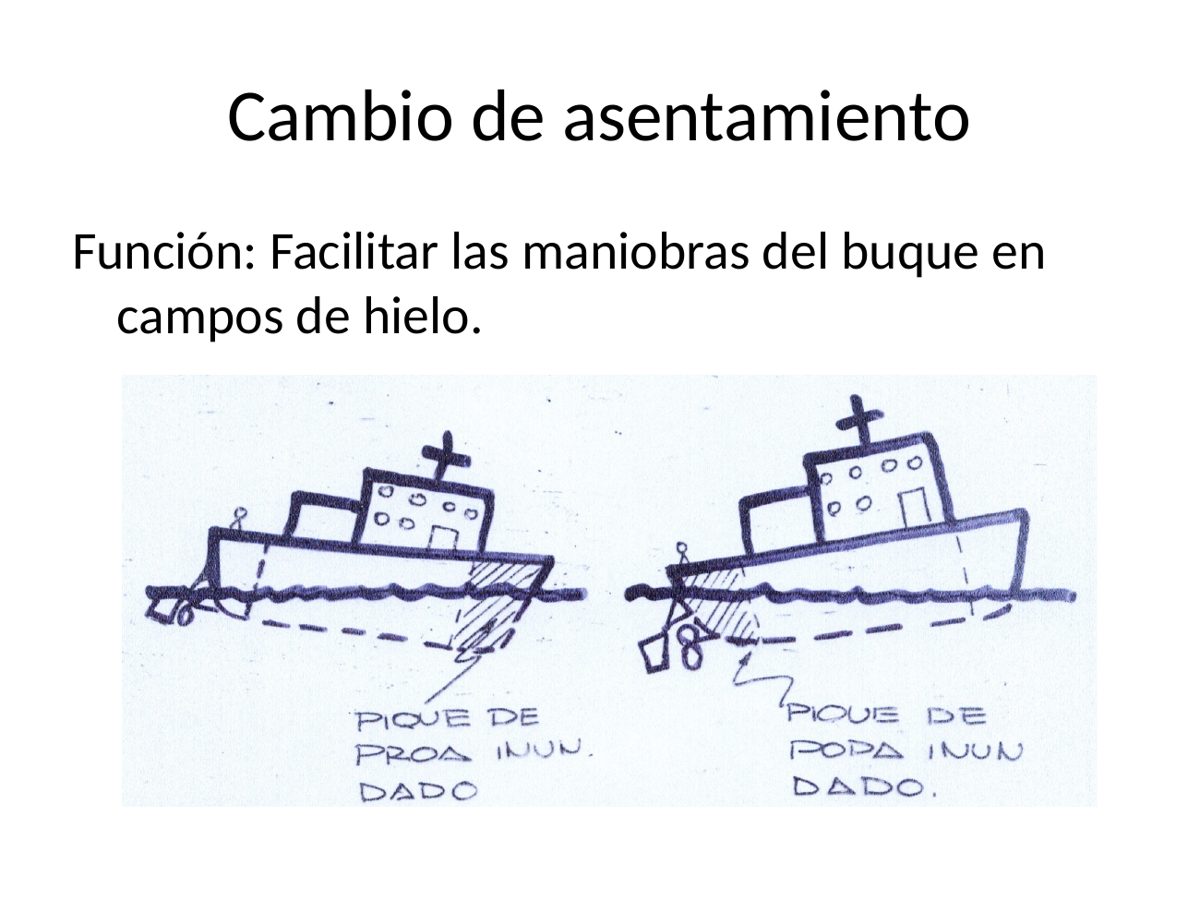 Cambio de asentamiento
Función: Facilitar las maniobras del buque en
campos de hielo.
PIQUE DE
PROA INUN.
DADO
PIQUE DE
POPA INUN
DADO.